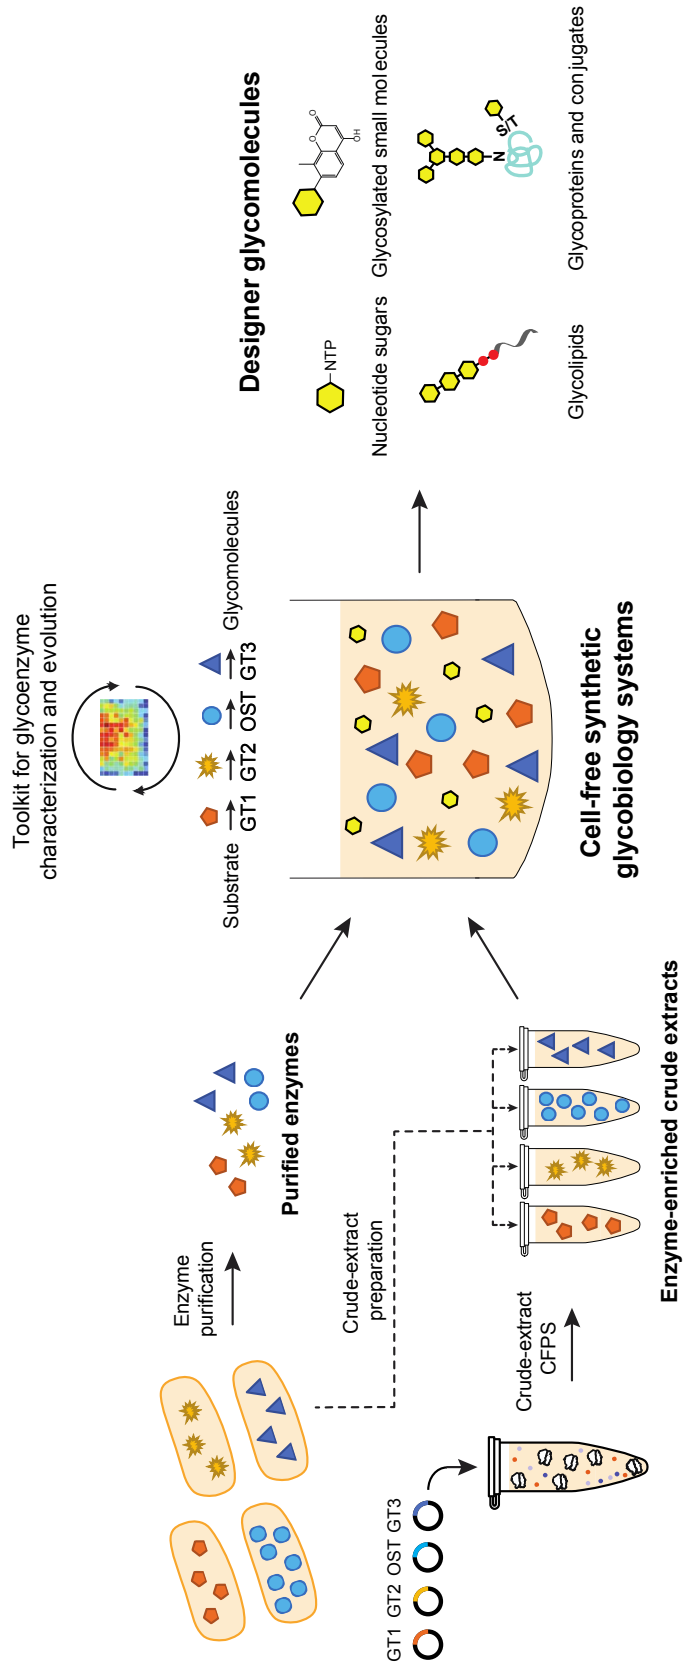 Enzyme
purification
Purified enzymes
Crude-extract
preparation
GT1 GT2 OST GT3
Crude-extract
CFPS
Enzyme-enriched crude extracts
Toolkit for glycoenzyme
characterization and evolution
Substrate
GT1
GT2
OST
GT3
Glycomolecules
Cell-free synthetic
glycobiology systems
Designer glycomolecules
NTP
Nucleotide sugars
O
O
OH
Glycosylated small molecules
Glycolipids
N
S/T
Glycoproteins and conjugates